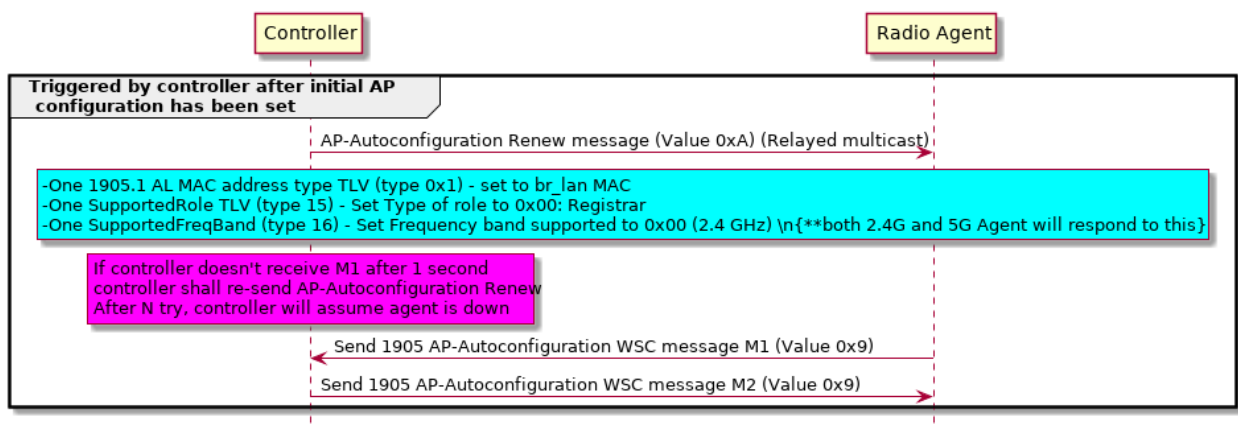 Controller
Radio Agent
Triggered by controller after initial AP
configuration has been set
AP-Autoconfiguration Renew message (Value 0xA) (Relayed multicast)
-One 1905.1 AL MAC address type TLV (type 0x1) - set to br_lan MAC
-One SupportedRole TLV (type 15) - Set Type of role to 0x00: Registrar
-One SupportedFreqBand (type 16) - Set Frequency band supported to 0x00 (2.4 GHz) \n{**both 2.4G and 5G Agent will respond to this}
If controller doesn't receive M1 after 1 second
controller shall re-send AP-Autoconfiguration Renew
After N try, controller will assume agent is down
Send 1905 AP-Autoconfiguration WSC message M1 (Value 0x9)
Send 1905 AP-Autoconfiguration WSC message M2 (Value 0x9)